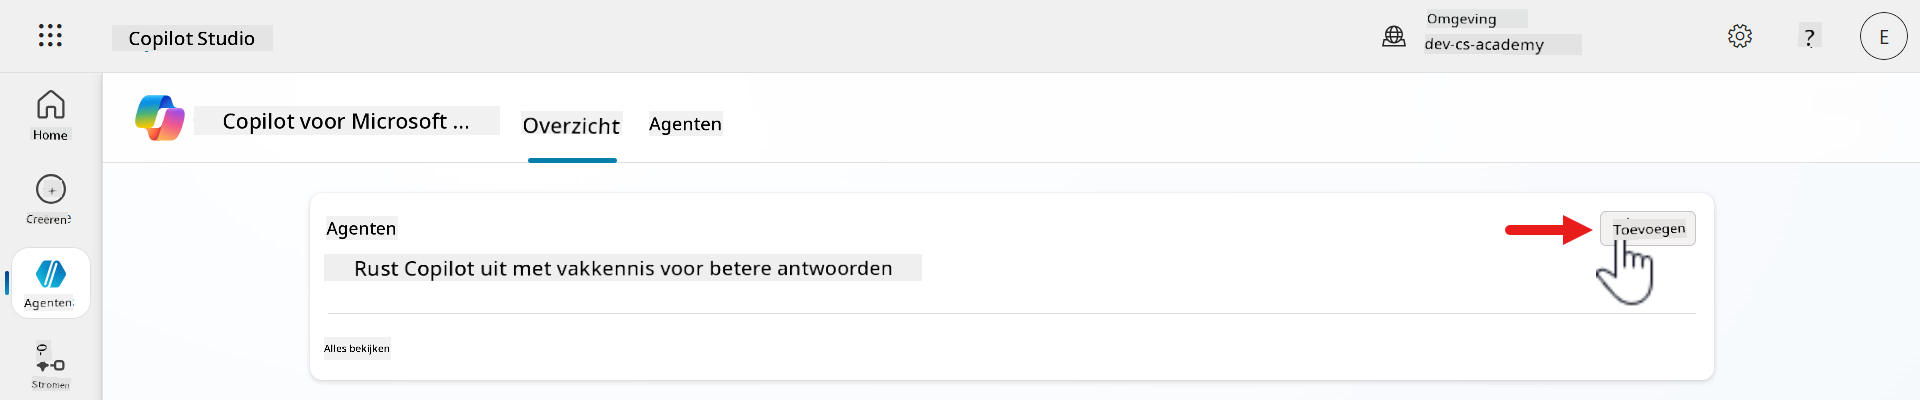 Copilot Studio
Omgeving
dev-cs-academy
?
E
Home
Creëren?
Agenten
Stromen
Copilot voor Microsoft ...
Overzicht
Agenten
Agenten
Toevoegen
Rust Copilot uit met vakkennis voor betere antwoorden
Alles bekijken